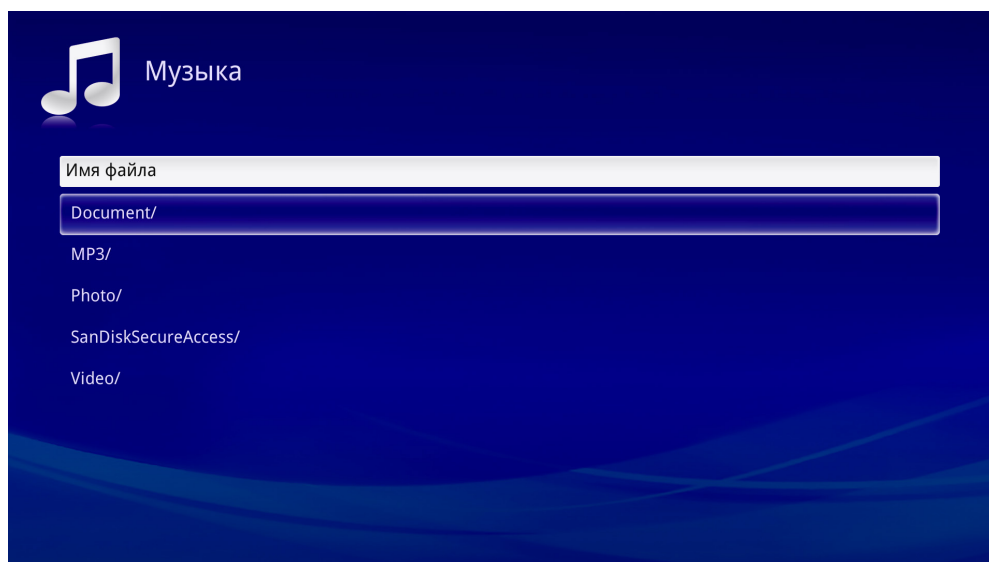 Музыка
Имя файла
Document/
MP3/
Photo/
SanDiskSecureAccess/
Video/